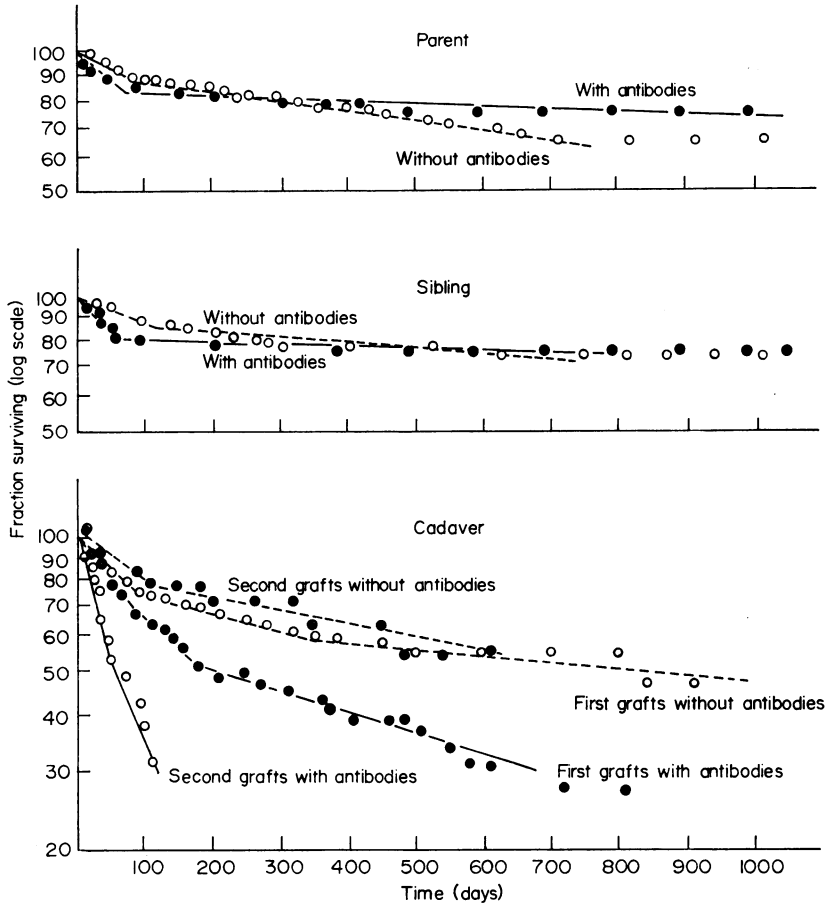 Parent
100
90
80
70
60
50
With antibodies
Without antibodies
Sibling
100
90
80
70
60
50
Without antibodies
With antibodies
Fraction surviving (log scale)
Cadaver
100
90
80
70
60
50
40
30
20
Second grafts without antibodies
First grafts without antibodies
Second grafts with antibodies
First grafts with antibodies
100 200 300 400 500 600 700 800 900 1000
Time (days)